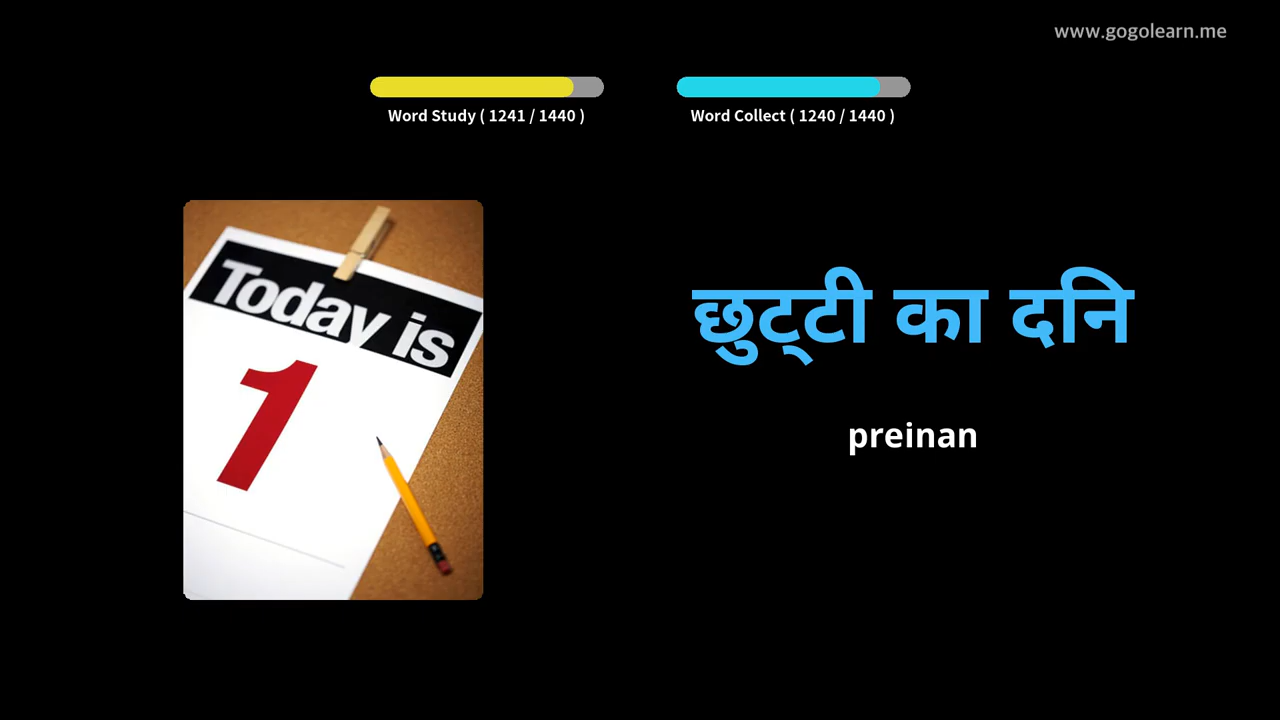 www.gogolearn.me
Word Study ( 1241 / 1440 )
Word Collect ( 1240 / 1440 )
Today is
1
छुट्टी का दनि
preinan